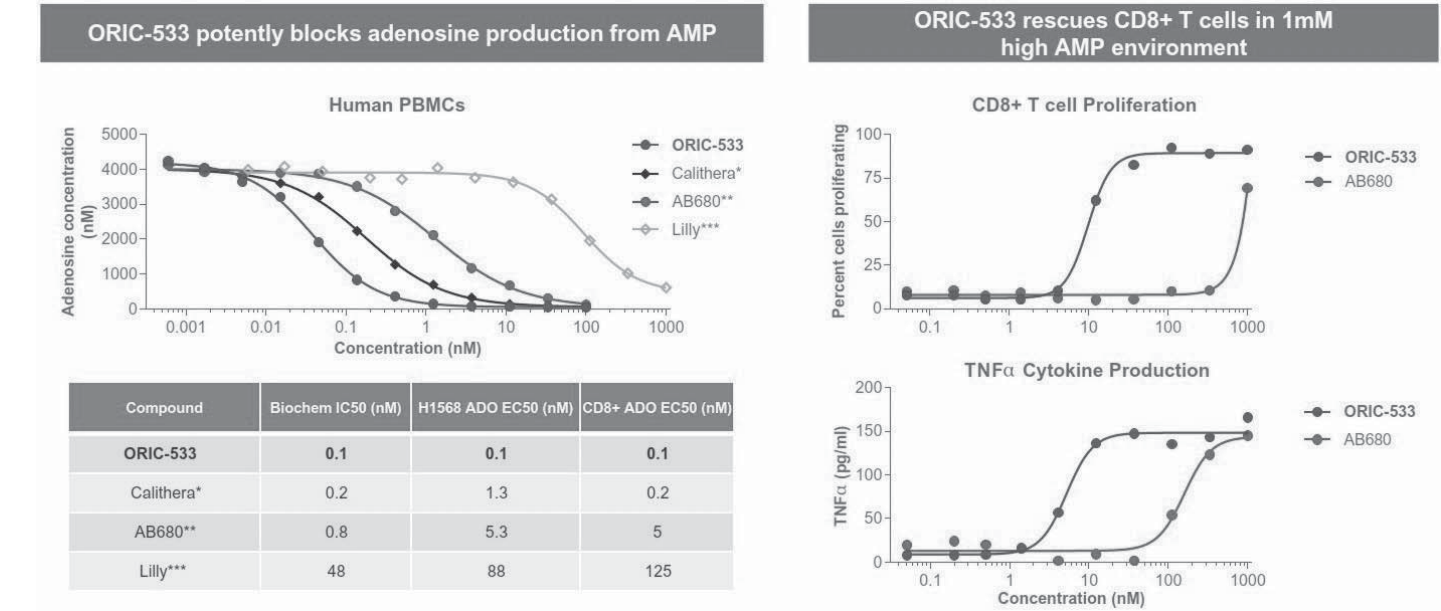 ORIC-533 potently blocks adenosine production from AMP
Human PBMCs
Adenosine concentration
(nM)
5000
4000
3000
2000
1000
0
0.001 0.01 0.1 1 10 100 1000
Concentration (nM)
ORIC-533
Calithera*
AB680**
Lilly***
Compound Biochem IC50 (nM) H1568 ADO EC50 (nM) CD8+ ADO EC50 (nM)
ORIC-533 0.1 0.1 0.1
Calithera* 0.2 1.3 0.2
AB680** 0.8 5.3 5
Lilly*** 48 88 125
ORIC-533 rescues CD8+ T cells in 1mM
high AMP environment
CD8+ T cell Proliferation
Percent cells proliferating
100
75
50
25
0
0.1 1 10 100 1000
ORIC-533
AB680
TNFα Cytokine Production
TNFα (pg/ml)
200
150
100
50
0
0.1 1 10 100 1000
Concentration (nM)
ORIC-533
AB680